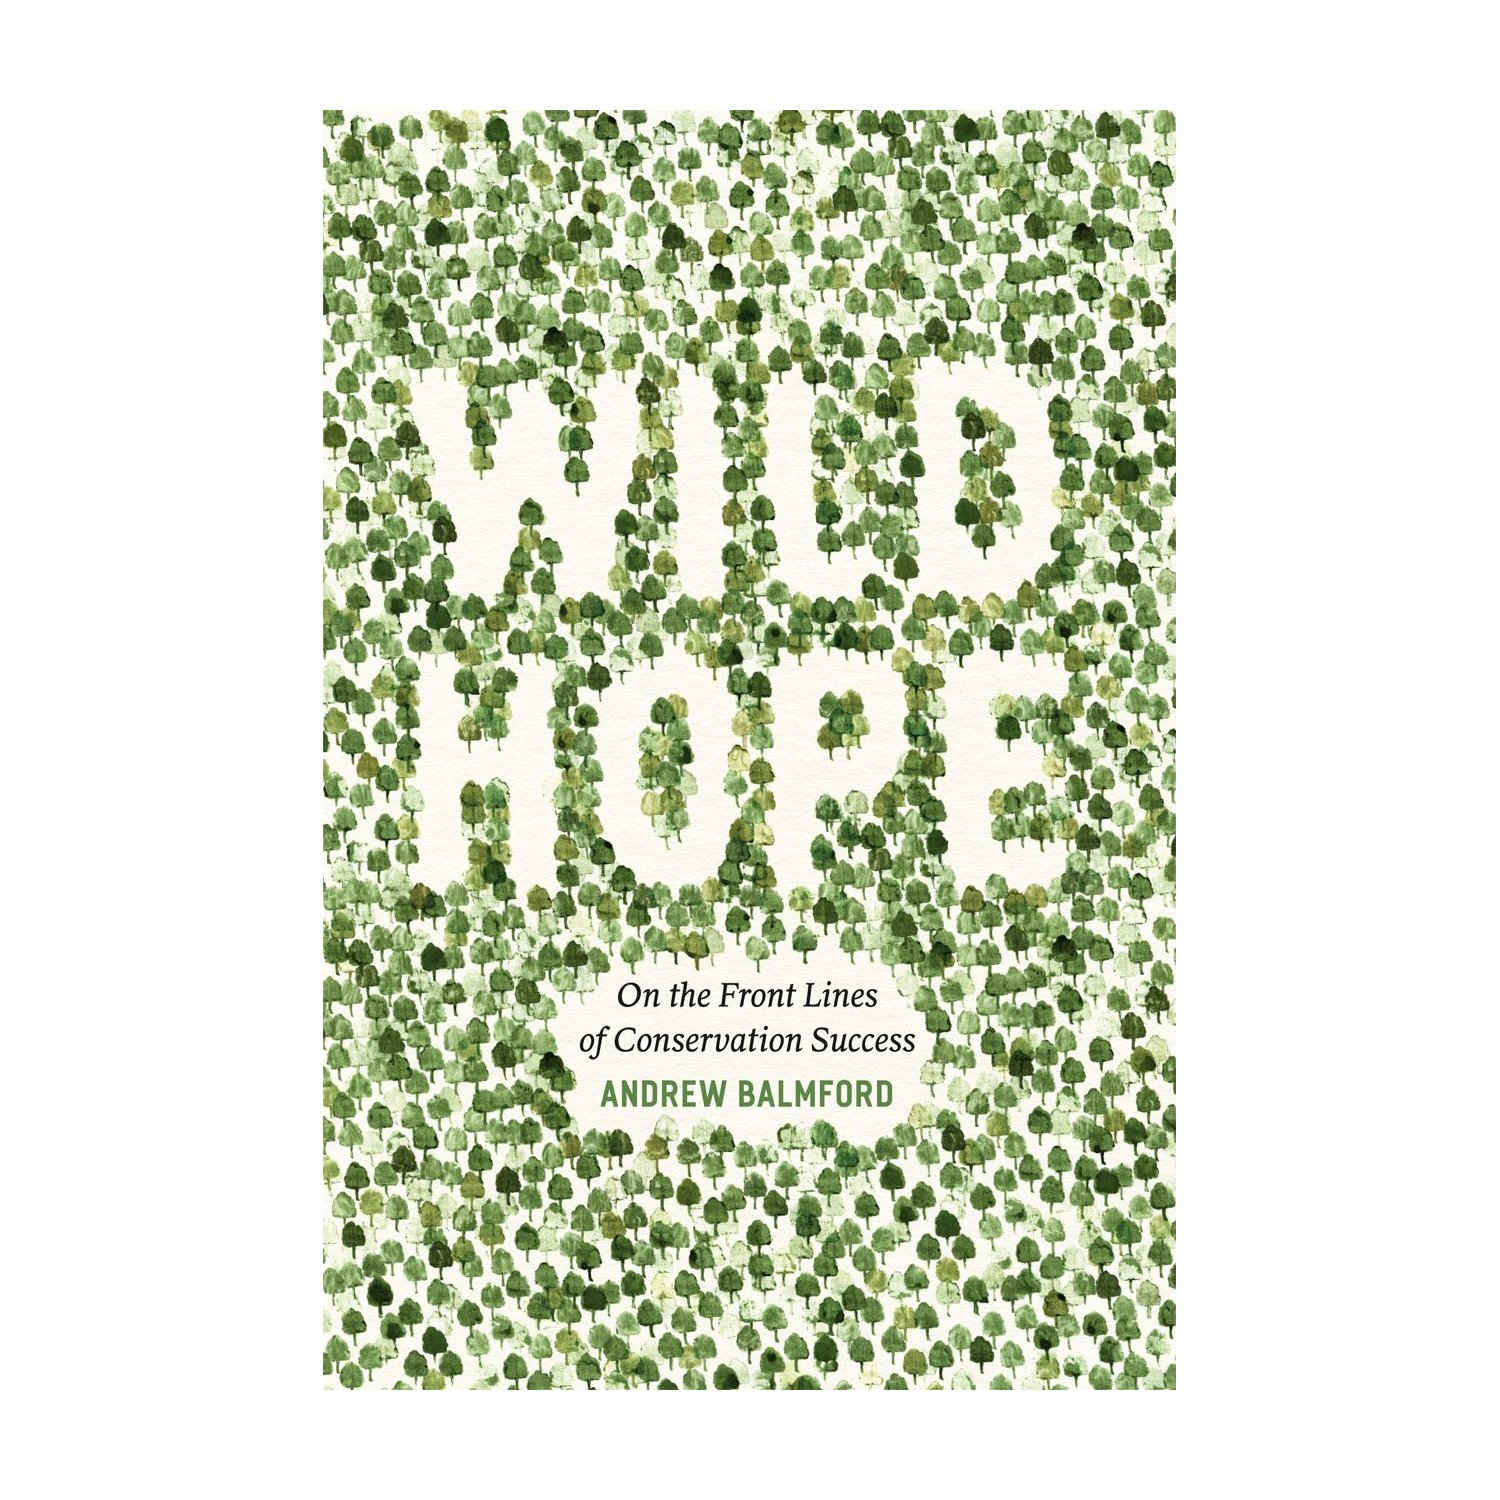 WILD
HOPE
On the Front Lines
of Conservation Success
ANDREW BALMFORD